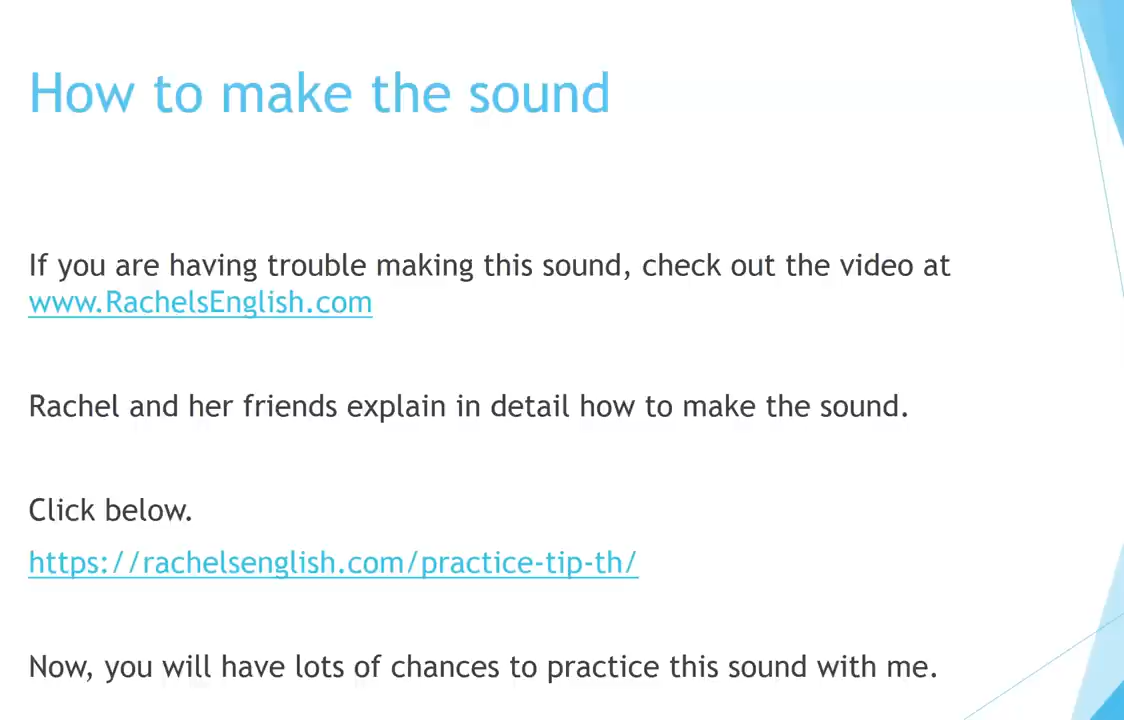 How to make the sound
If you are having trouble making this sound, check out the video at
www.RachelsEnglish.com
Rachel and her friends explain in detail how to make the sound.
Click below.
https://rachelsenglish.com/practice-tip-th/
Now, you will have lots of chances to practice this sound with me.